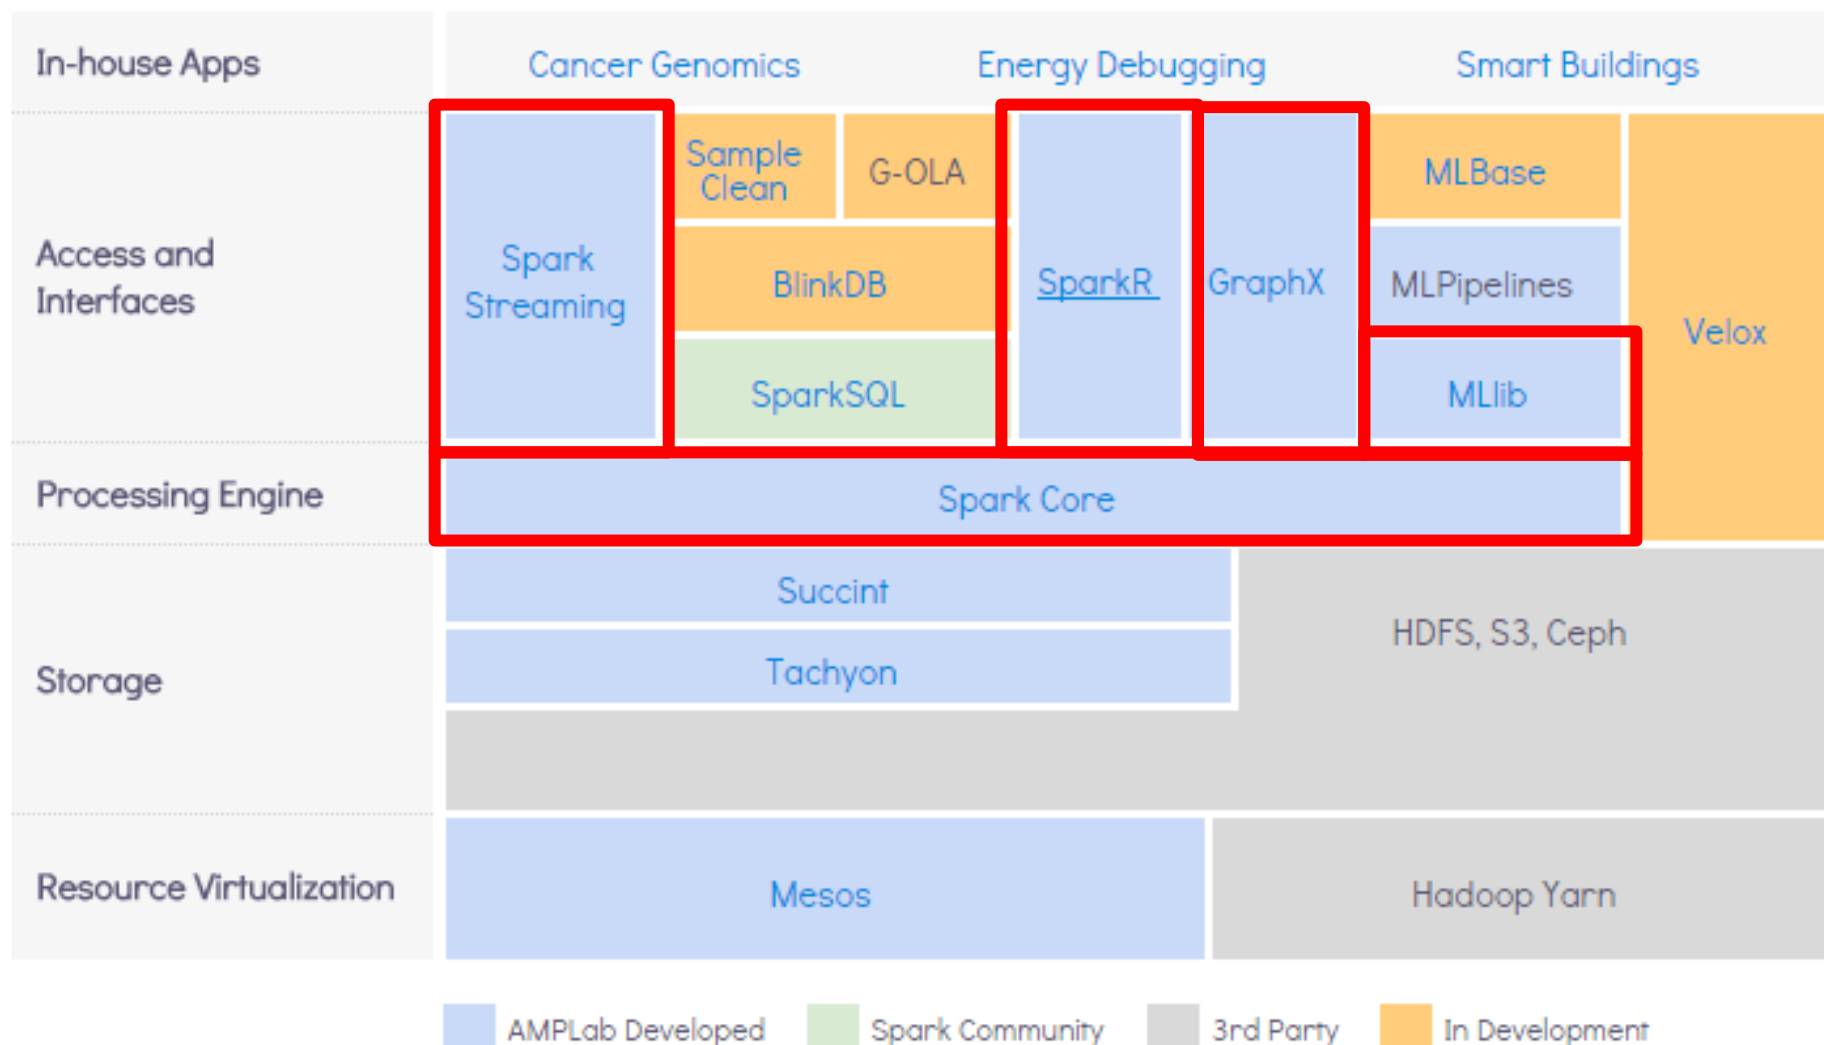 In-house Apps
Cancer Genomics
Energy Debugging
Smart Buildings
Access and
Interfaces
Spark
Streaming
Sample
Clean
G-OLA
BlinkDB
SparkSQL
SparkR
GraphX
MLBase
MLPipelines
MLlib
Velox
Processing Engine
Spark Core
Storage
Succint
Tachyon
HDFS, S3, Ceph
Resource Virtualization
Mesos
Hadoop Yarn
AMPLab Developed
Spark Community
3rd Party
In Development